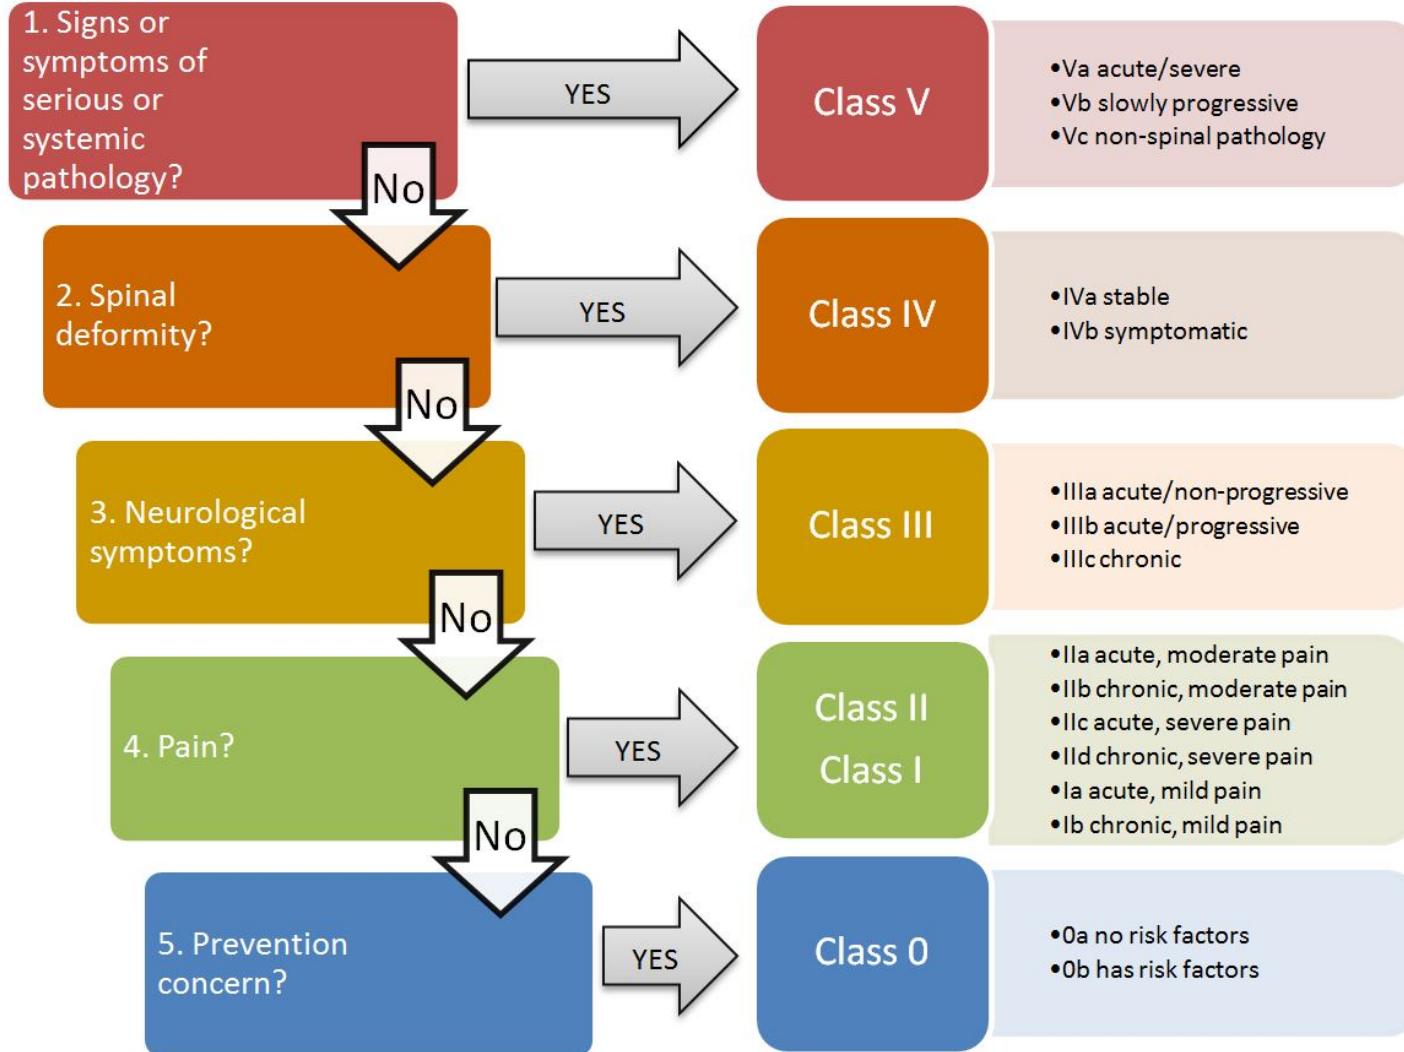 1. Signs or
symptoms of
serious or
systemic
pathology?
YES
Class V
•Va acute/severe
•Vb slowly progressive
•Vc non-spinal pathology
No
2. Spinal
deformity?
YES
Class IV
•IVa stable
•IVb symptomatic
No
3. Neurological
symptoms?
YES
Class III
•IIIa acute/non-progressive
•IIIb acute/progressive
•IIIc chronic
No
4. Pain?
YES
Class II
Class I
•IIa acute, moderate pain
•IIb chronic, moderate pain
•IIc acute, severe pain
•IId chronic, severe pain
•Ia acute, mild pain
•Ib chronic, mild pain
No
5. Prevention
concern?
YES
Class 0
•0a no risk factors
•0b has risk factors